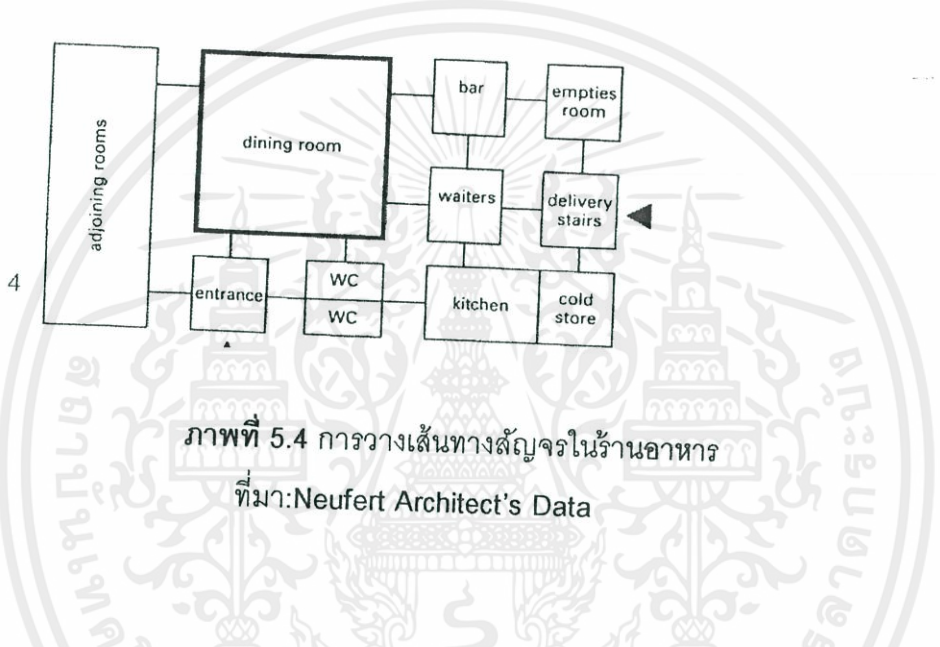 bar
empties
room
dining room
adjoining rooms
waiters
delivery
stairs
4
entrance
WC
WC
kitchen
cold
store
ภาพที่ 5.4 การวางเส้นทางสัญจรในร้านอาหาร
ที่มา:Neufert Architect's Data